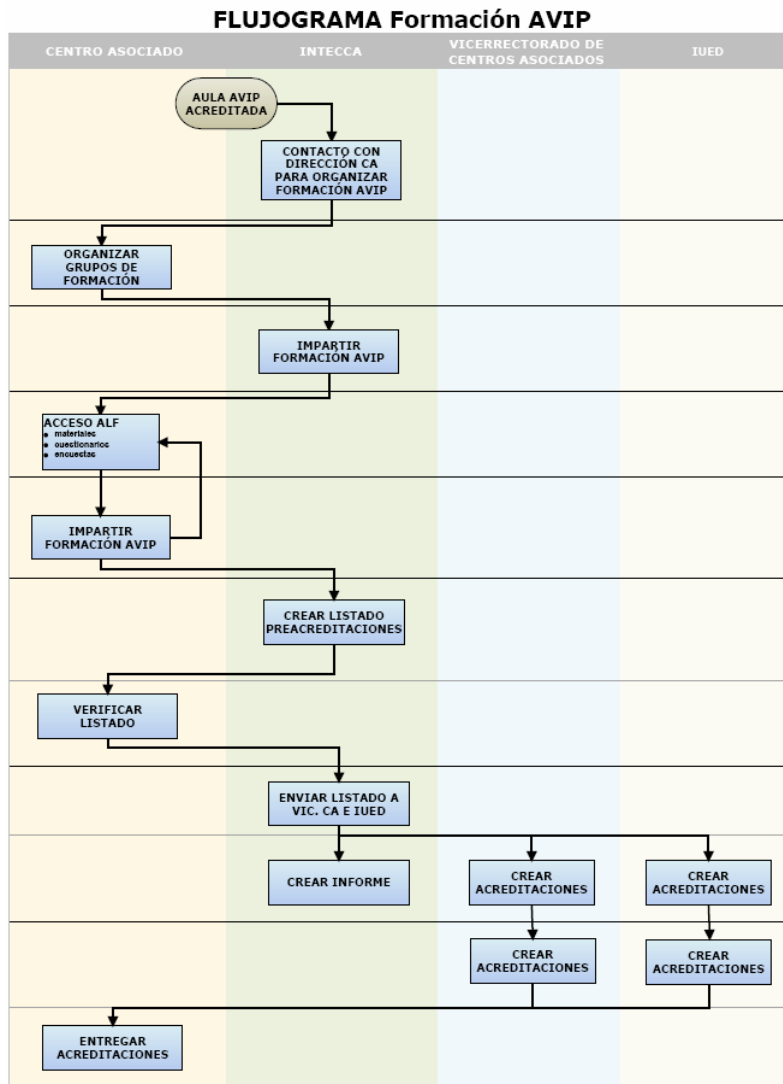 FLUJOGRAMA Formación AVIP
CENTRO ASOCIADO
INTECCA
VICERRECTORADO DE
CENTROS ASOCIADOS
IUED
AULA AVIP
ACREDITADA
CONTACTO CON
DIRECCIÓN CA
PARA ORGANIZAR
FORMACIÓN AVIP
ORGANIZAR
GRUPOS DE
FORMACIÓN
IMPARTIR
FORMACIÓN AVIP
ACCESO ALF
• materiales
• cuestionarios
• encuestas
IMPARTIR
FORMACIÓN AVIP
CREAR LISTADO
PREACREDITACIONES
VERIFICAR
LISTADO
ENVIAR LISTADO A
VIC. CA E IUED
CREAR INFORME
CREAR
ACREDITACIONES
CREAR
ACREDITACIONES
CREAR
ACREDITACIONES
CREAR
ACREDITACIONES
ENTREGAR
ACREDITACIONES